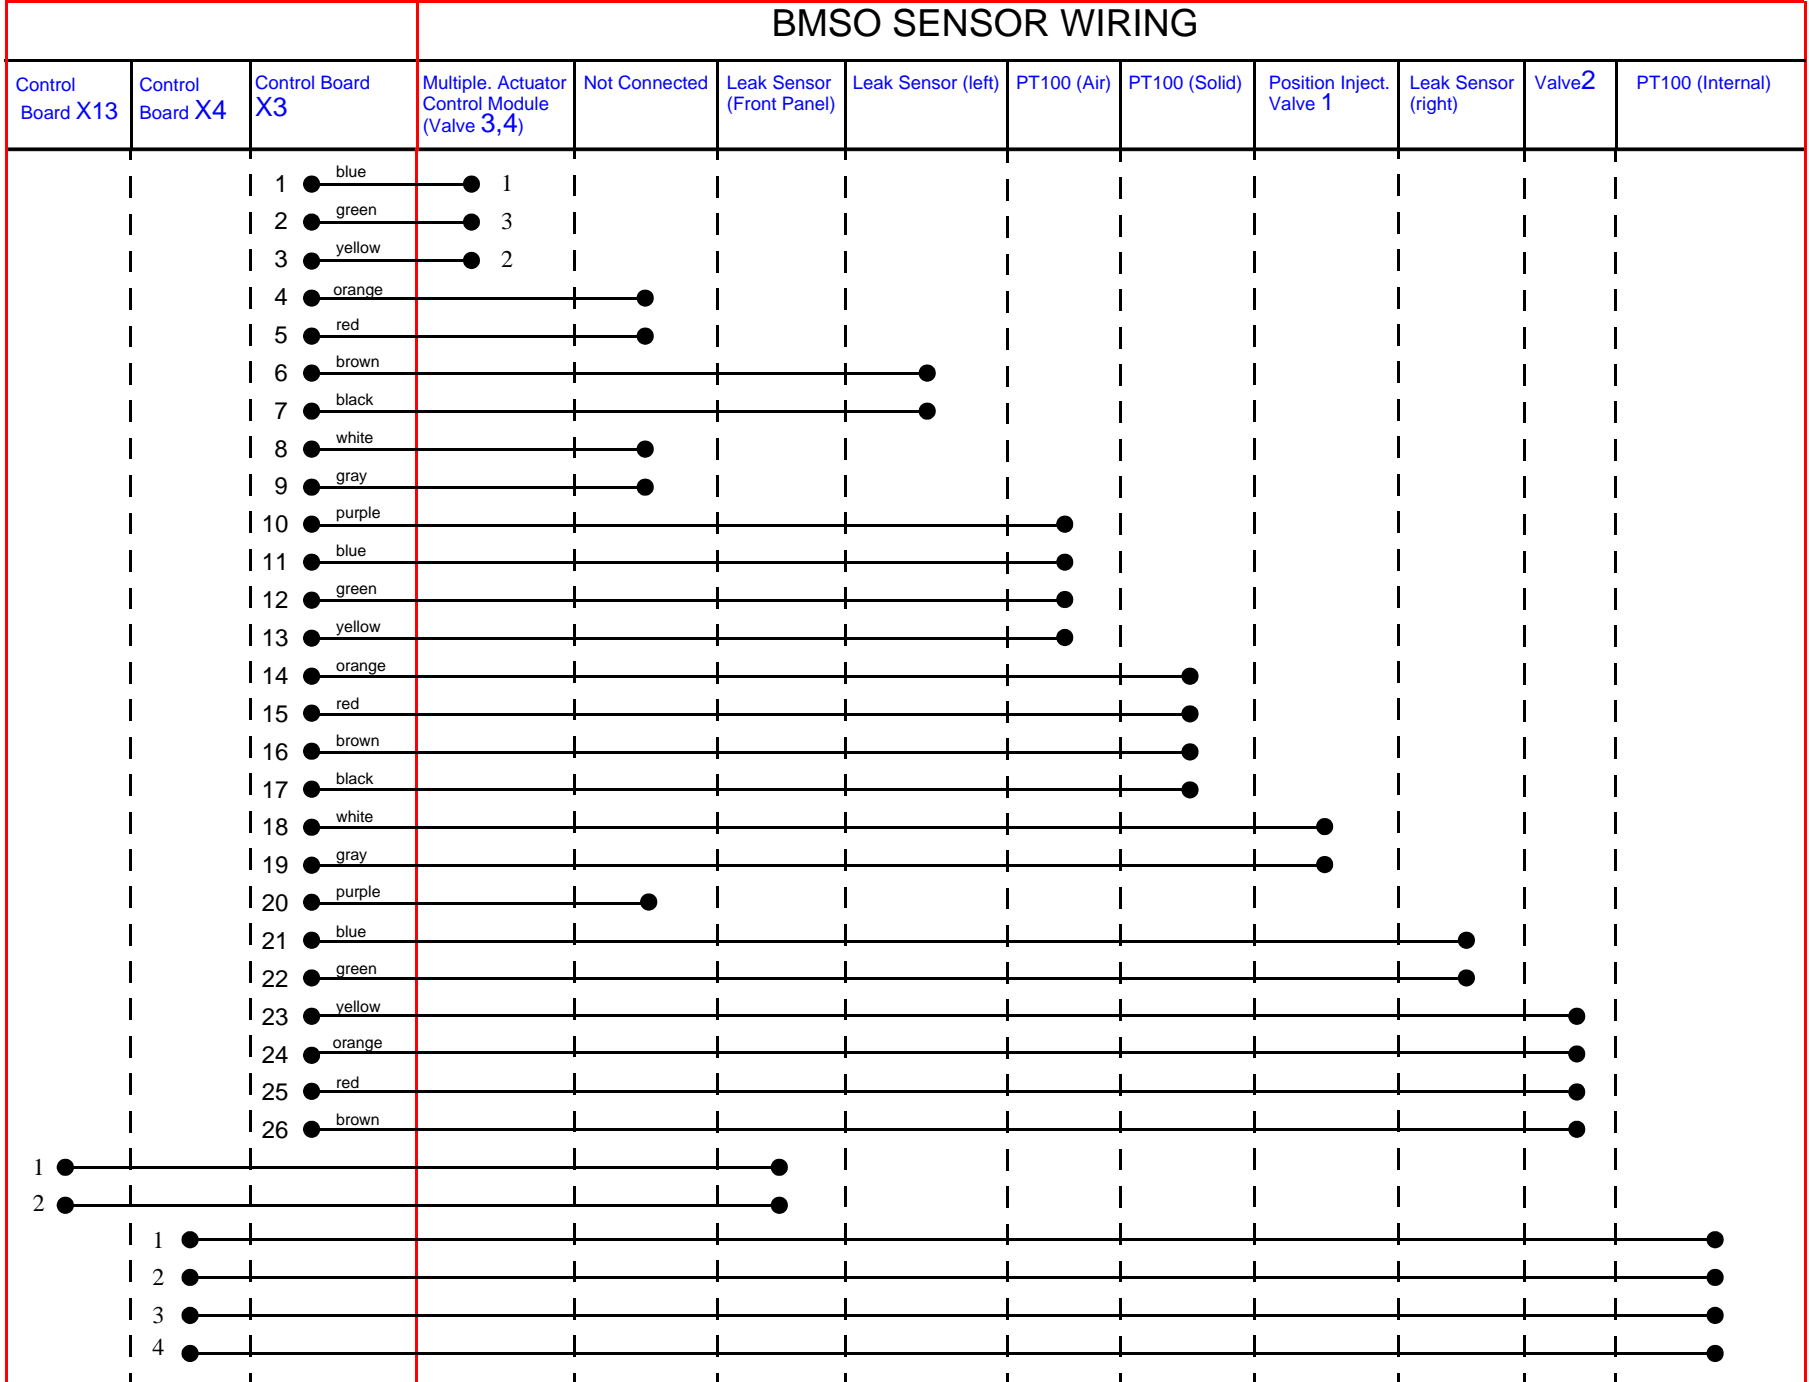 BMSO SENSOR WIRING
Control
Board X13
Control
Board X4
Control Board
X3
Multiple. Actuator
Control Module
(Valve 3,4)
Not Connected
Leak Sensor
(Front Panel)
Leak Sensor (left)
PT100 (Air)
PT100 (Solid)
Position Inject.
Valve 1
Leak Sensor
(right)
Valve2
PT100 (Internal)
1 blue 1
2 green 3
3 yellow 2
4 orange
5 red
6 brown
7 black
8 white
9 gray
10 purple
11 blue
12 green
13 yellow
14 orange
15 red
16 brown
17 black
18 white
19 gray
20 purple
21 blue
22 green
23 yellow
24 orange
25 red
26 brown
1
2
1
2
3
4